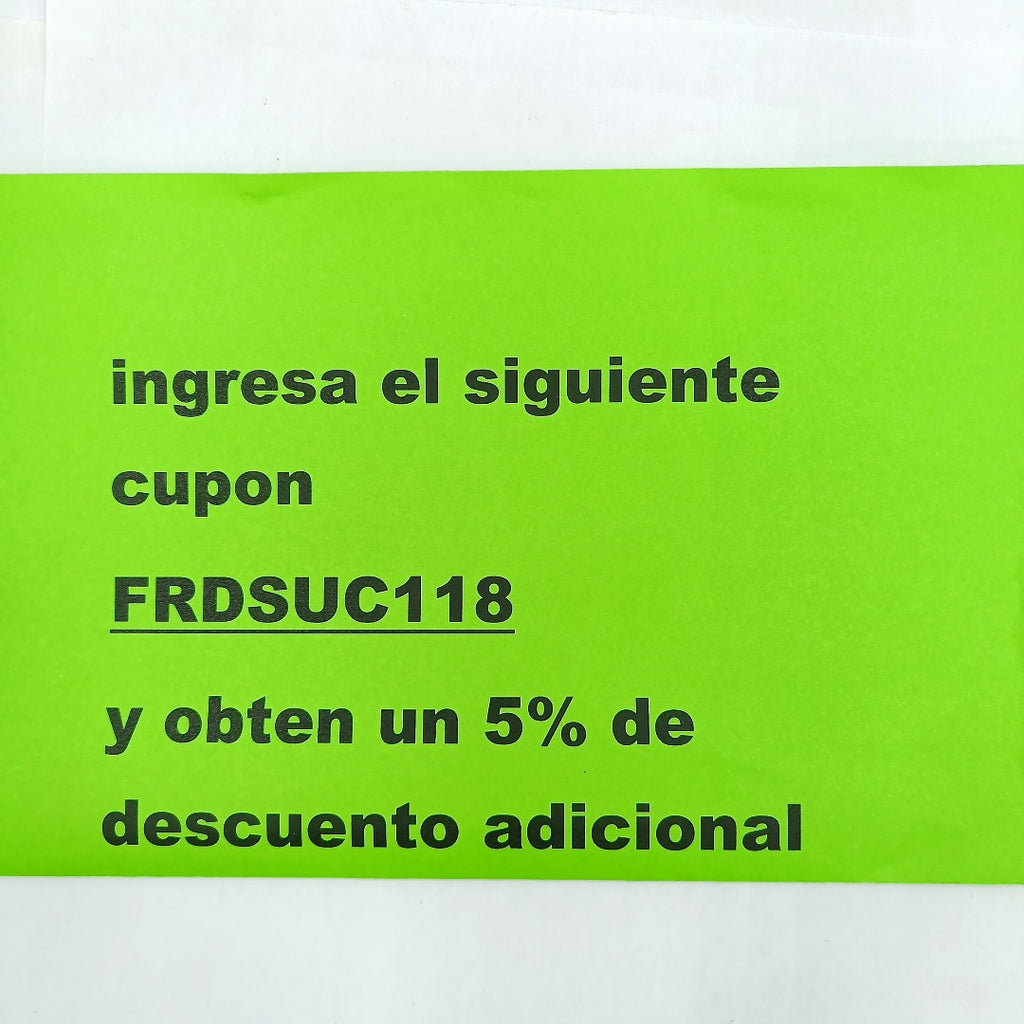 ingresa el siguiente
cupon
FRDSUC118
y obten un 5% de
descuento adicional